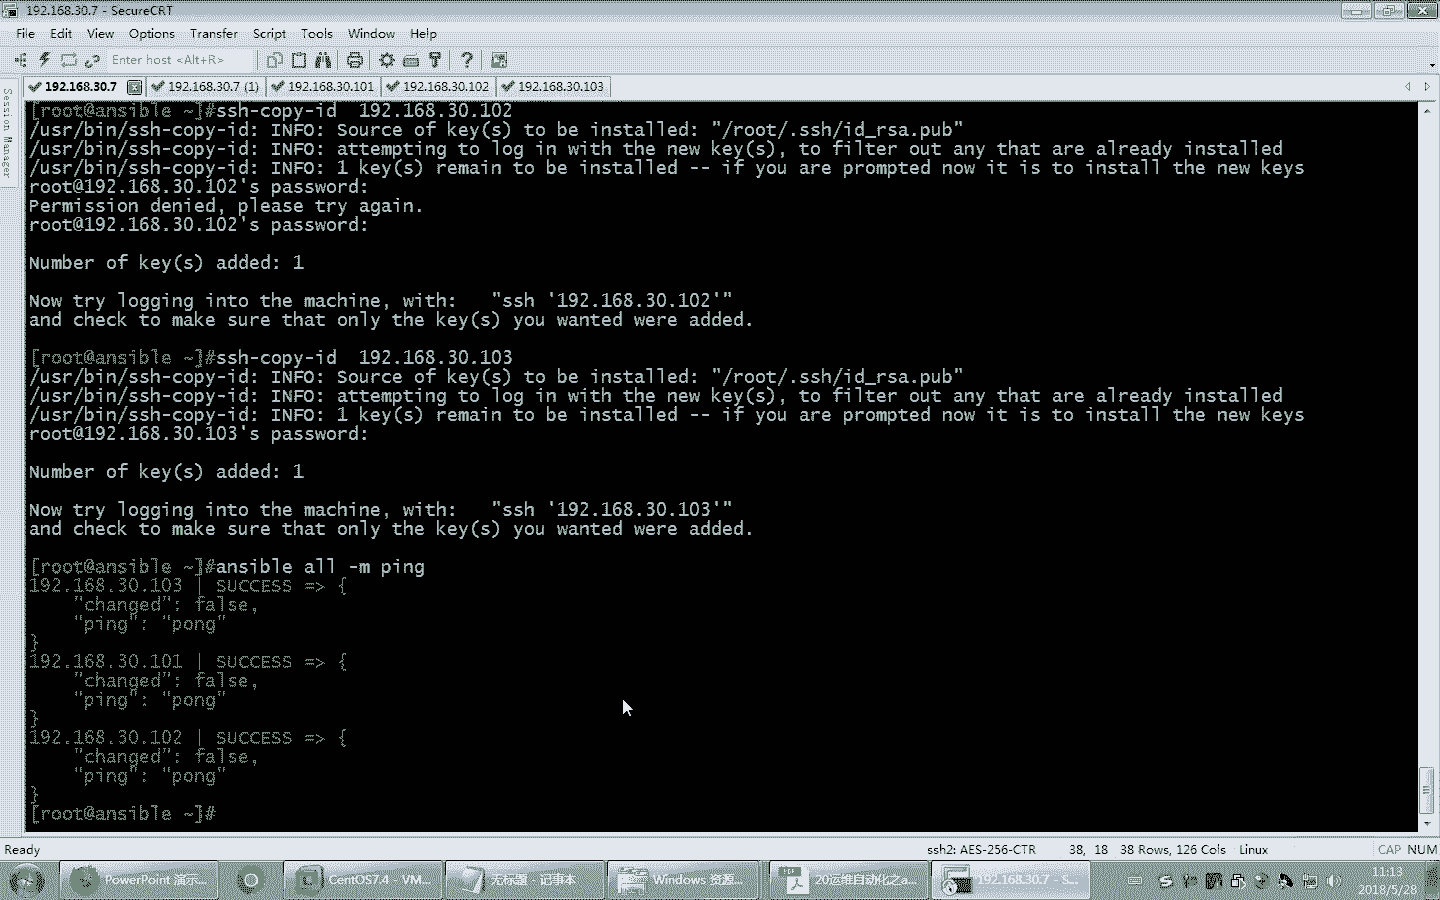 192.168.30.7 - SecureCRT
File Edit View Options Transfer Script Tools Window Help
Enter host <Alt+R>
192.168.30.7 192.168.30.7 (1) 192.168.30.101 192.168.30.102 192.168.30.103
Session Manager
[root@ansible ~]#ssh-copy-id  192.168.30.102
/usr/bin/ssh-copy-id: INFO: Source of key(s) to be installed: "/root/.ssh/id_rsa.pub"
/usr/bin/ssh-copy-id: INFO: attempting to log in with the new key(s), to filter out any that are already installed
/usr/bin/ssh-copy-id: INFO: 1 key(s) remain to be installed -- if you are prompted now it is to install the new keys
root@192.168.30.102's password:
Permission denied, please try again.
root@192.168.30.102's password:
Number of key(s) added: 1
Now try logging into the machine, with:   "ssh '192.168.30.102'"
and check to make sure that only the key(s) you wanted were added.
[root@ansible ~]#ssh-copy-id  192.168.30.103
/usr/bin/ssh-copy-id: INFO: Source of key(s) to be installed: "/root/.ssh/id_rsa.pub"
/usr/bin/ssh-copy-id: INFO: attempting to log in with the new key(s), to filter out any that are already installed
/usr/bin/ssh-copy-id: INFO: 1 key(s) remain to be installed -- if you are prompted now it is to install the new keys
root@192.168.30.103's password:
Number of key(s) added: 1
Now try logging into the machine, with:   "ssh '192.168.30.103'"
and check to make sure that only the key(s) you wanted were added.
[root@ansible ~]#ansible all -m ping
192.168.30.103 | SUCCESS => {
    "changed": false,
    "ping": "pong"
}
192.168.30.101 | SUCCESS => {
    "changed": false,
    "ping": "pong"
}
192.168.30.102 | SUCCESS => {
    "changed": false,
    "ping": "pong"
}
[root@ansible ~]#
Ready ssh2: AES-256-CTR 38, 18 38 Rows, 126 Cols Linux CAP NUM
PowerPoint 演示... CentOS7.4 - VM... 无标题 - 记事本 Windows 资源... 20运维自动化之a... 192.168.30.7 - S... 11:13
2018/5/28